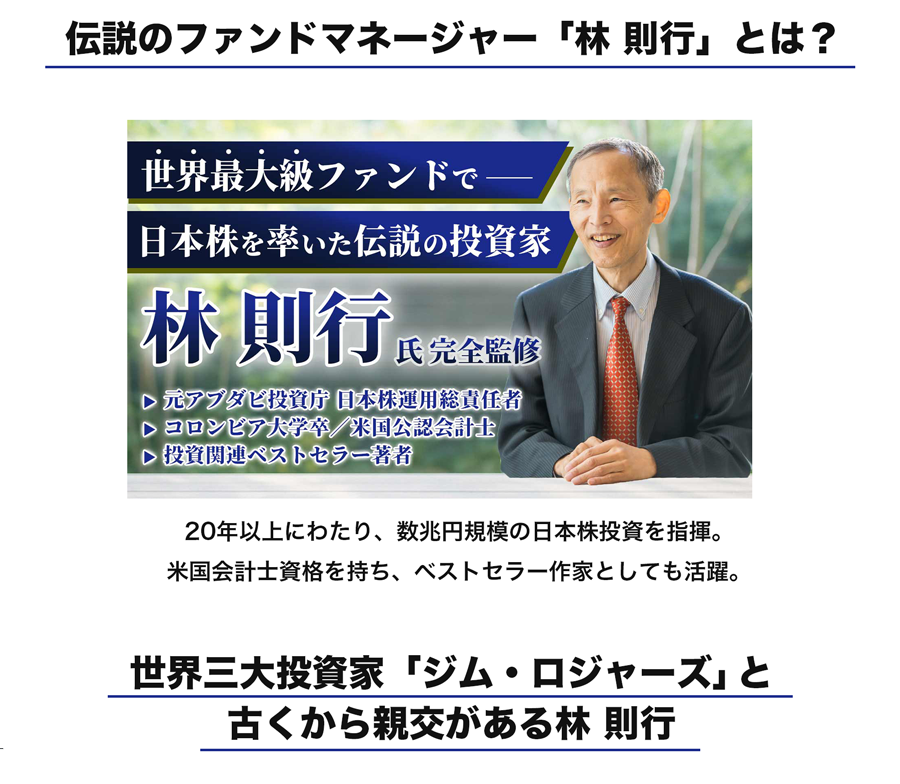 伝説のファンドマネージャー「林 則行」とは？
世界最大級ファンドで──
日本株を率いた伝説の投資家
林 則行 氏 完全監修
▶ 元アブダビ投資庁 日本株運用総責任者
▶ コロンビア大学卒／米国公認会計士
▶ 投資関連ベストセラー著者
20年以上にわたり、数兆円規模の日本株投資を指揮。
米国会計士資格を持ち、ベストセラー作家としても活躍。
世界三大投資家「ジム・ロジャーズ」と
古くから親交がある林 則行